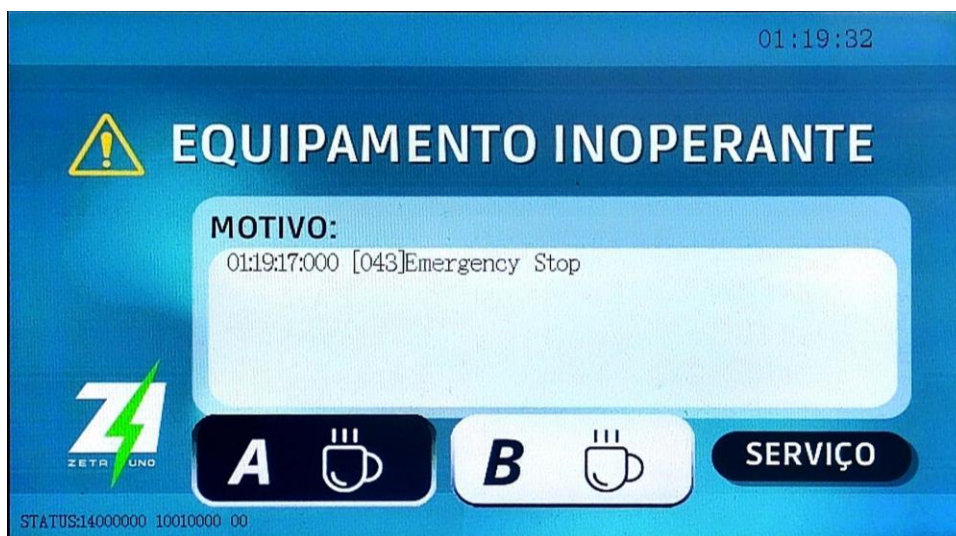 01:19:32
EQUIPAMENTO INOPERANTE
MOTIVO:
01:19:17:000 [043]Emergency Stop
ZETA UNO
A
B
SERVIÇO
STATUS:14000000 10010000 00